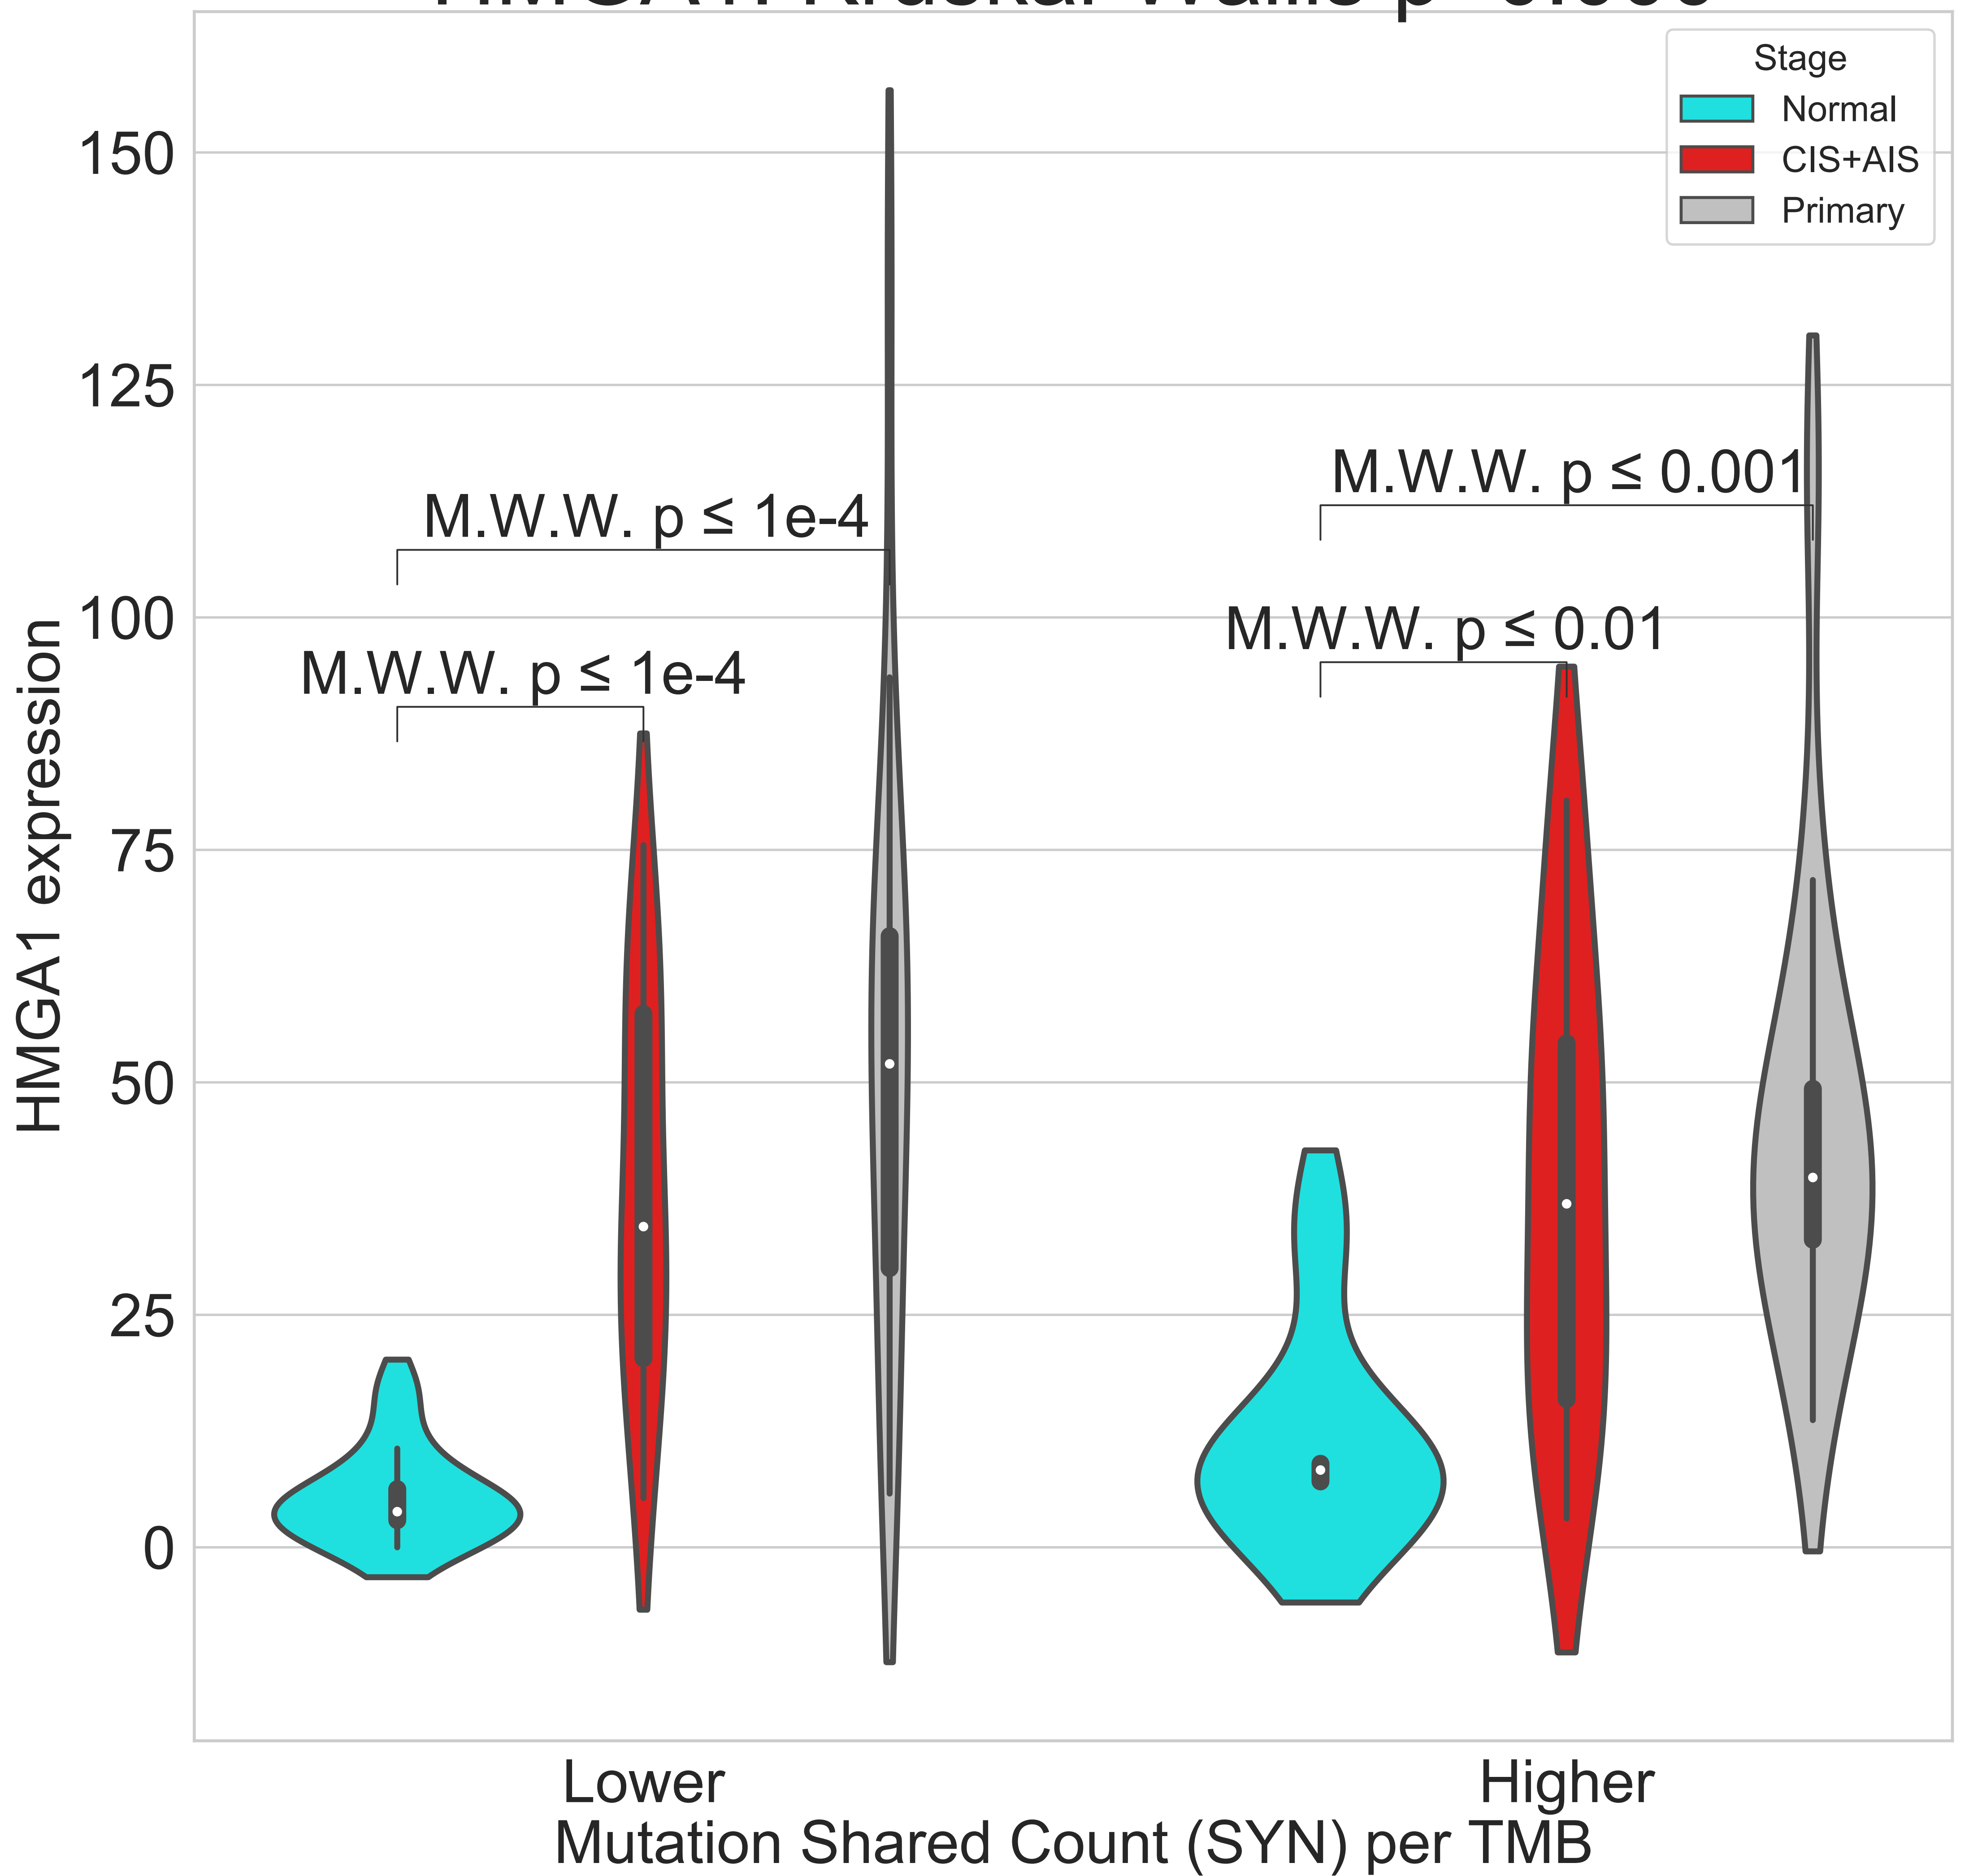 Stage
Normal
CIS+AIS
Primary
150
125
100
75
50
25
0
HMGA1 expression
M.W.W. p ≤ 0.001
M.W.W. p ≤ 1e-4
M.W.W. p ≤ 0.01
M.W.W. p ≤ 1e-4
Lower
Higher
Mutation Shared Count (SYN) per TMB